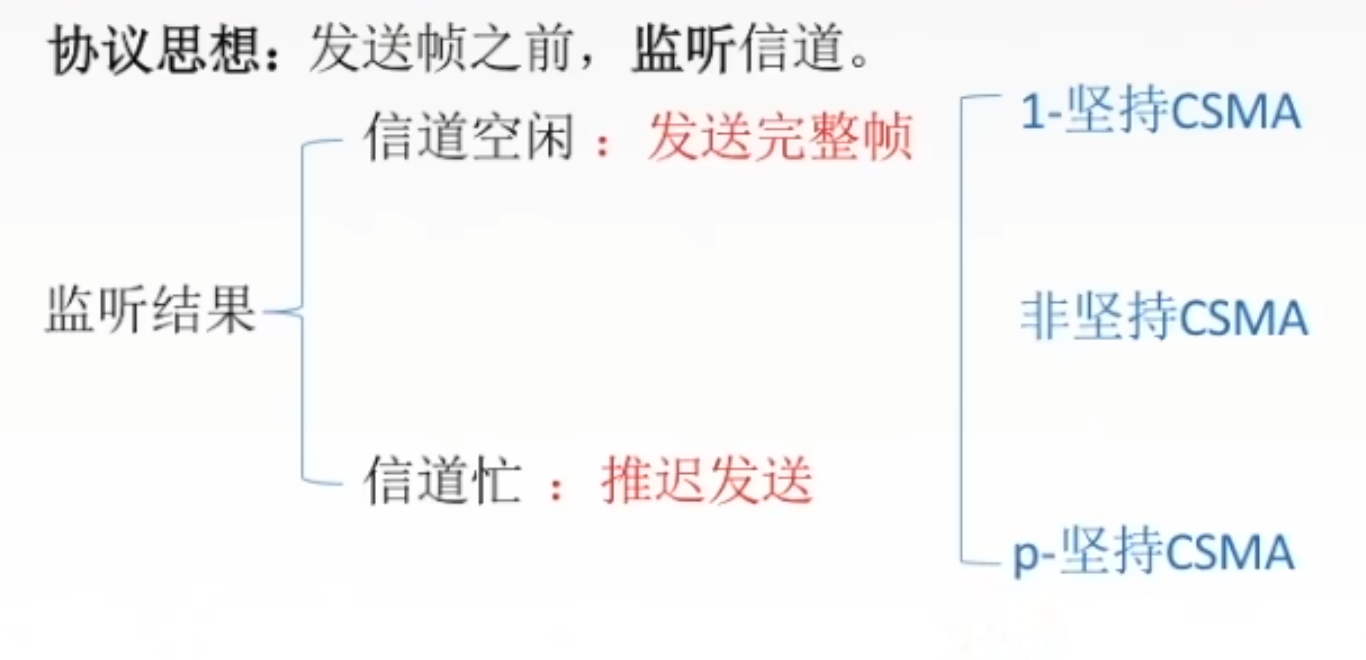 协议思想：发送帧之前，监听信道。
1-坚持CSMA
信道空闲：发送完整帧
监听结果
非坚持CSMA
信道忙：推迟发送
p-坚持CSMA